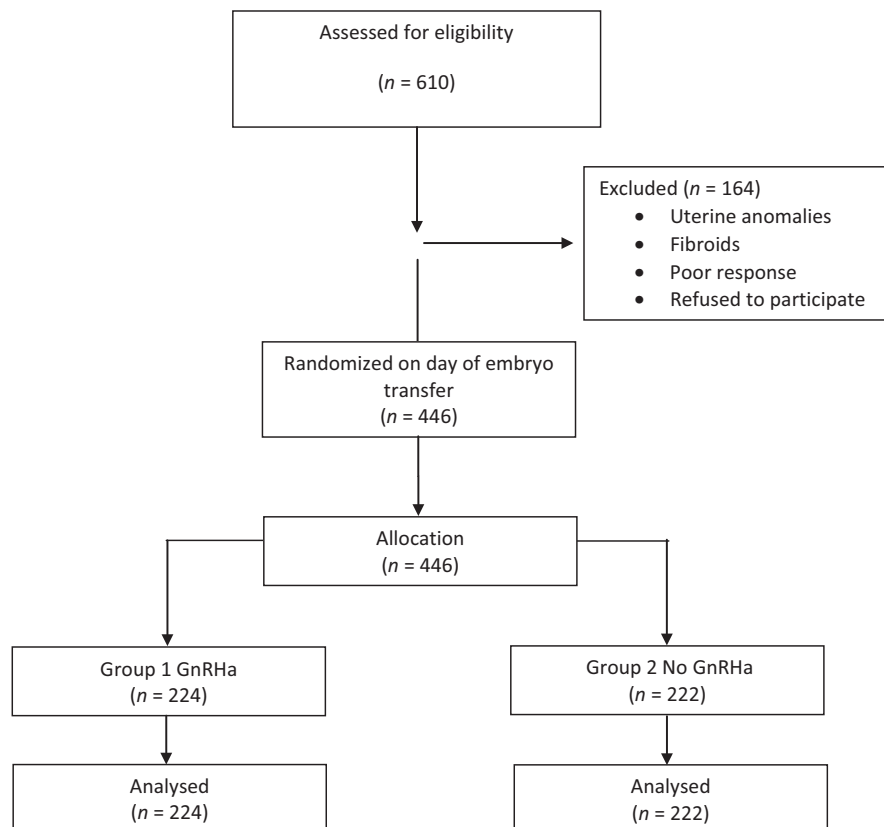 Assessed for eligibility
(n = 610)
Excluded (n = 164)
• Uterine anomalies
• Fibroids
• Poor response
• Refused to participate
Randomized on day of embryo
transfer
(n = 446)
Allocation
(n = 446)
Group 1 GnRHa
(n = 224)
Group 2 No GnRHa
(n = 222)
Analysed
(n = 224)
Analysed
(n = 222)